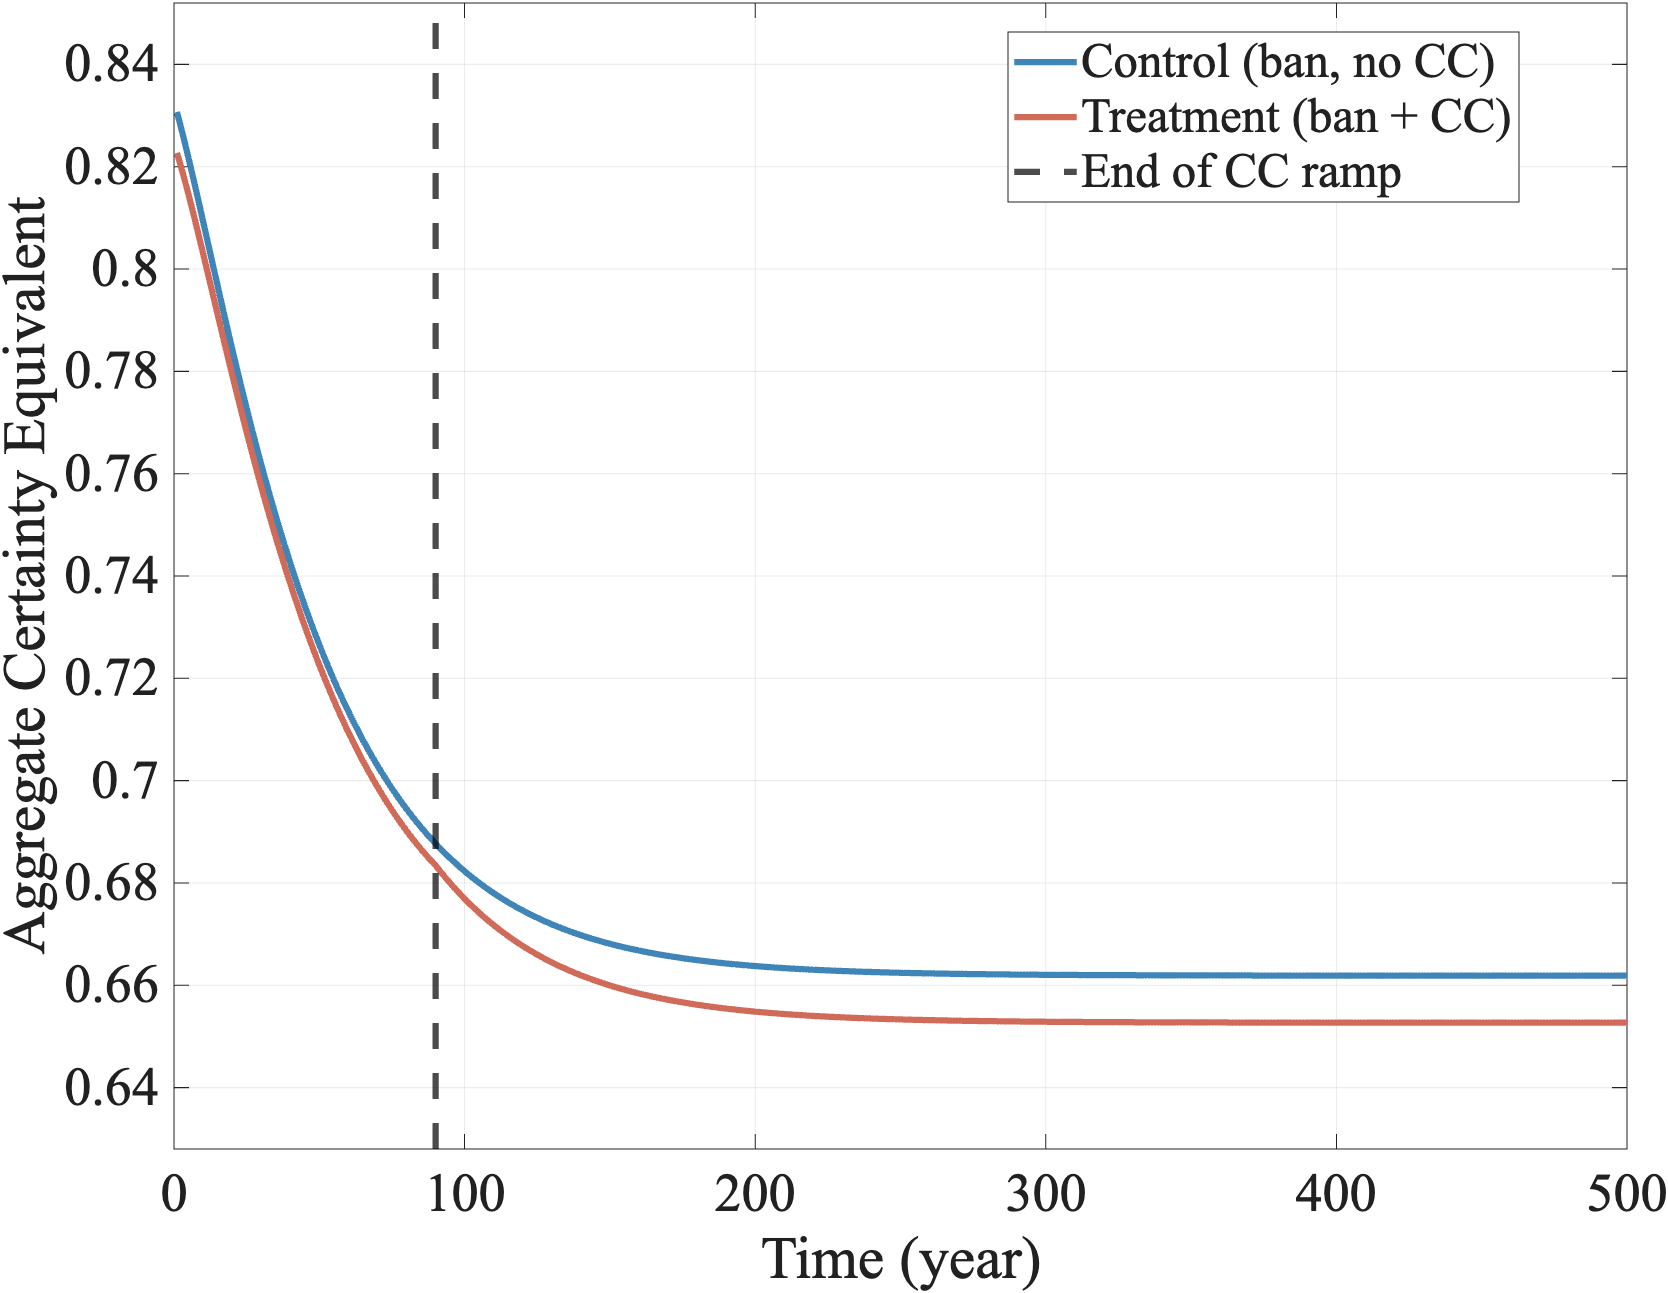 Aggregate Certainty Equivalent
0.84
0.82
0.8
0.78
0.76
0.74
0.72
0.7
0.68
0.66
0.64
Control (ban, no CC)
Treatment (ban + CC)
End of CC ramp
0 100 200 300 400 500
Time (year)